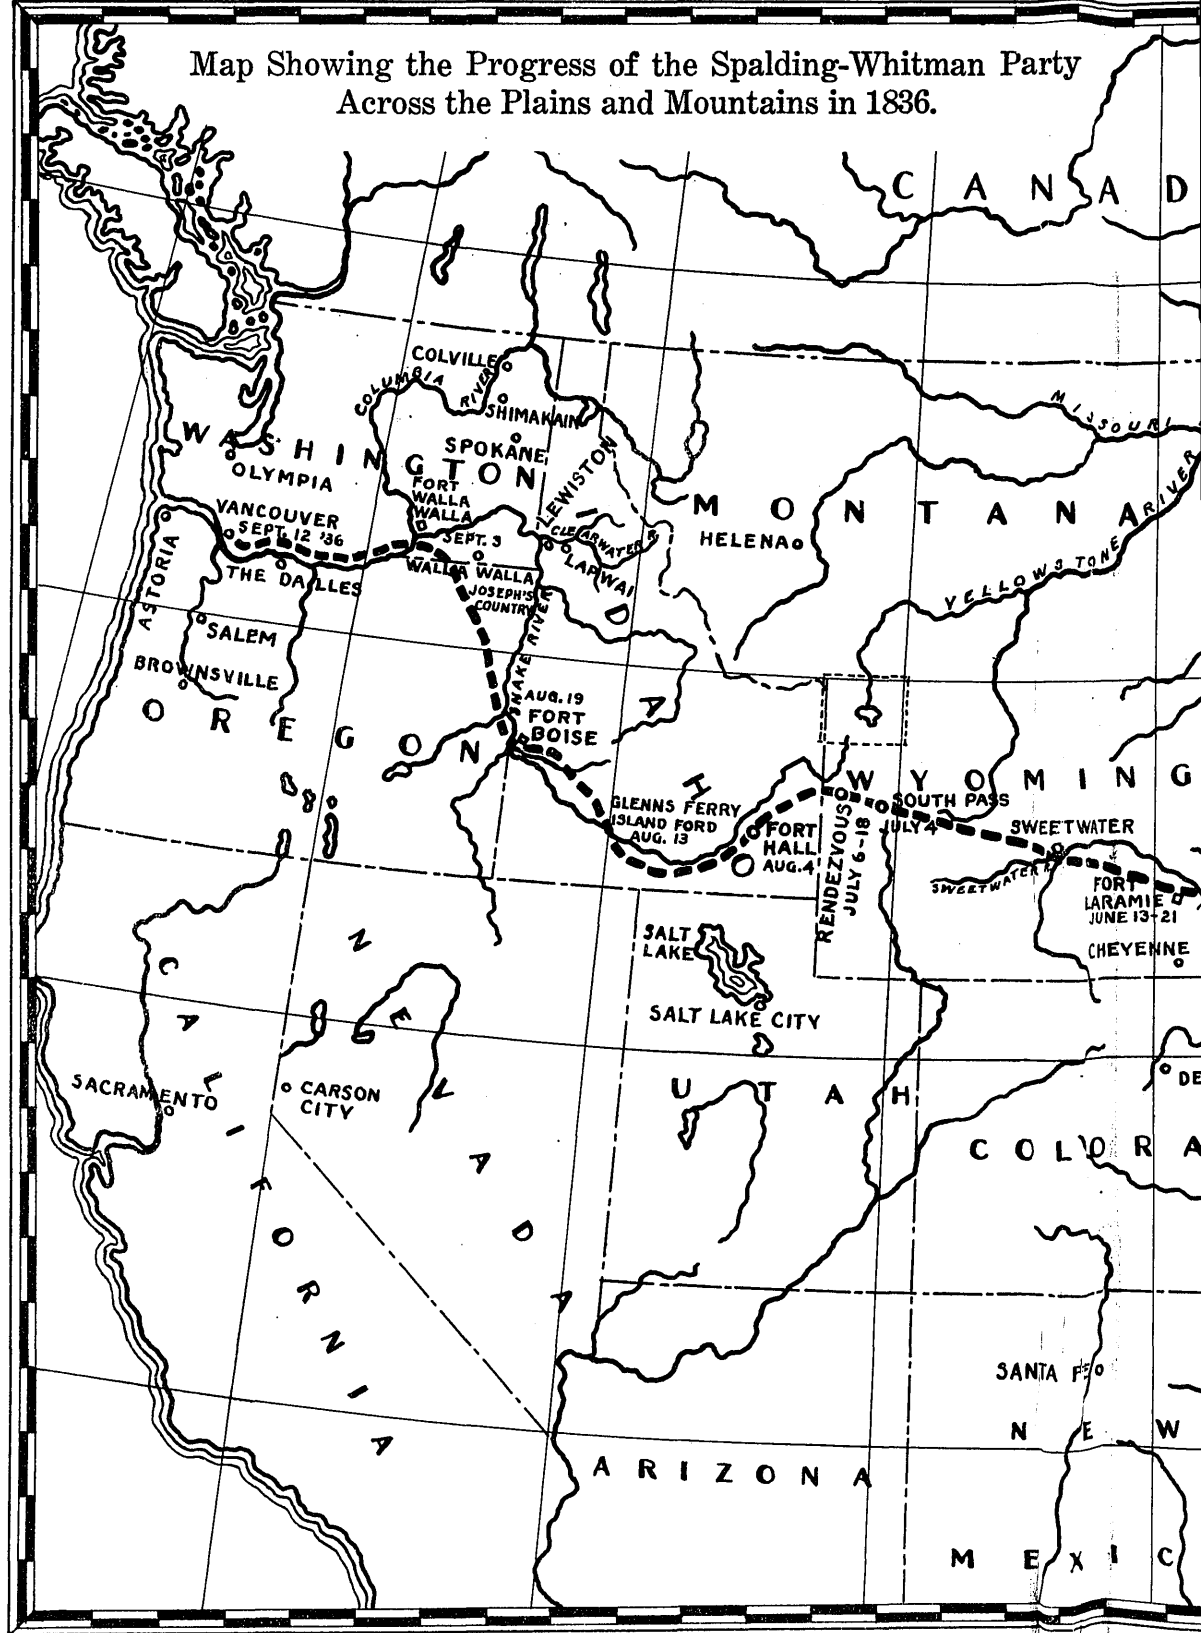 Map Showing the Progress of the Spalding-Whitman Party
Across the Plains and Mountains in 1836.
CANAD
COLVILLE
COLUMBIA
RIVER
SHIMAKAIN
SPOKANE
WASHINGTON
OLYMPIA
FORT
WALLA
WALLA
LEWISTON
MISSOURI
MONTANA
HELENA
YELLOWSTONE
RIVER
VANCOUVER
SEPT. 12 '36
SEPT. 3
CLEARWATER R.
LAPWAI
ASTORIA
THE DALLES
WALLA WALLA
JOSEPH'S
COUNTRY
SNAKE RIVER
SALEM
BROWNSVILLE
OREGON
IDAH
AUG. 19
FORT
BOISE
WYOMING
GLENNS FERRY
ISLAND FORD
AUG. 13
FORT
HALL
AUG. 4
RENDEZVOUS
JULY 6-18
SOUTH PASS
JULY 4
SWEETWATER
SWEETWATER R.
FORT
LARAMIE
JUNE 13-21
CHEYENNE
SALT
LAKE
SALT LAKE CITY
NEVADA
CALIFORNIA
SACRAMENTO
CARSON
CITY
UTAH
DE
COLORA
SANTA FE
NEW
ARIZONA
MEXIC